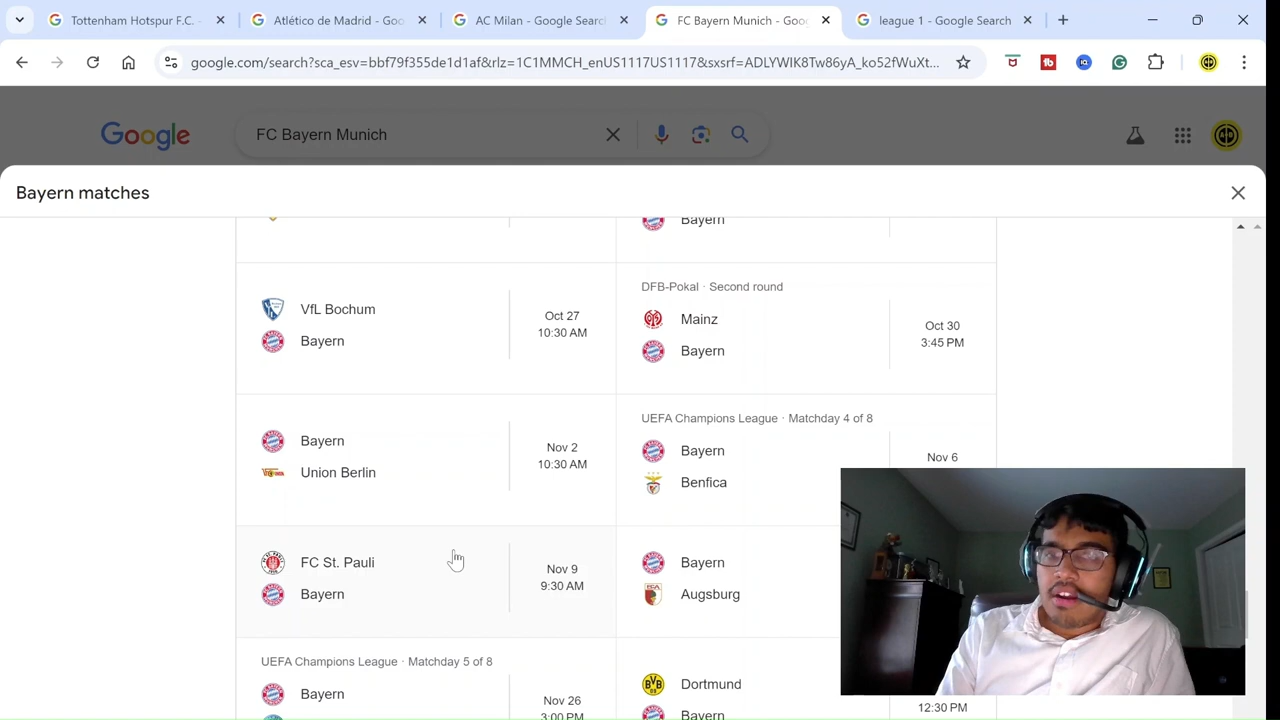 Tottenham Hotspur F.C. -
Atlético de Madrid - Goo
AC Milan - Google Search
FC Bayern Munich - Goo
league 1 - Google Search
google.com/search?sca_esv=bbf79f355de1d1af&rlz=1C1MMCH_enUS1117US1117&sxsrf=ADLYWIK8Tw86yA_ko52fWuXt...
Google
FC Bayern Munich
Bayern matches
Bayern
VfL Bochum
Bayern
Oct 27
10:30 AM
DFB-Pokal · Second round
Mainz
Bayern
Oct 30
3:45 PM
Bayern
Union Berlin
Nov 2
10:30 AM
UEFA Champions League · Matchday 4 of 8
Bayern
Benfica
Nov 6
FC St. Pauli
Bayern
Nov 9
9:30 AM
Bayern
Augsburg
UEFA Champions League · Matchday 5 of 8
Bayern
Nov 26
3:00 PM
Dortmund
Bayern
12:30 PM